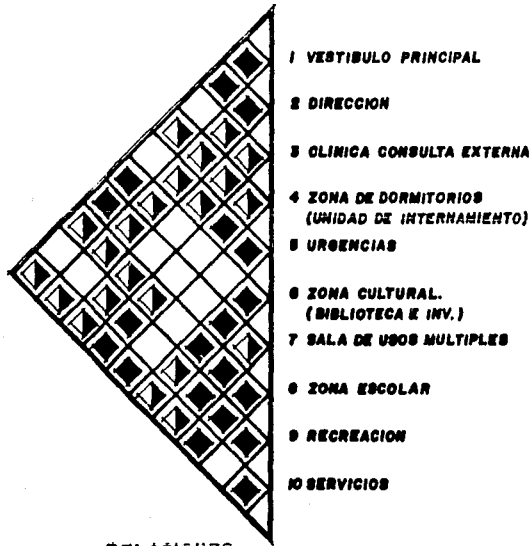 1 VESTIBULO PRINCIPAL
2 DIRECCION
3 CLINICA CONSULTA EXTERNA
4 ZONA DE DORMITORIOS
(UNIDAD DE INTERNAMIENTO)
5 URGENCIAS
6 ZONA CULTURAL.
(BIBLIOTECA E INV.)
7 SALA DE USOS MULTIPLES
8 ZONA ESCOLAR
9 RECREACION
10 SERVICIOS